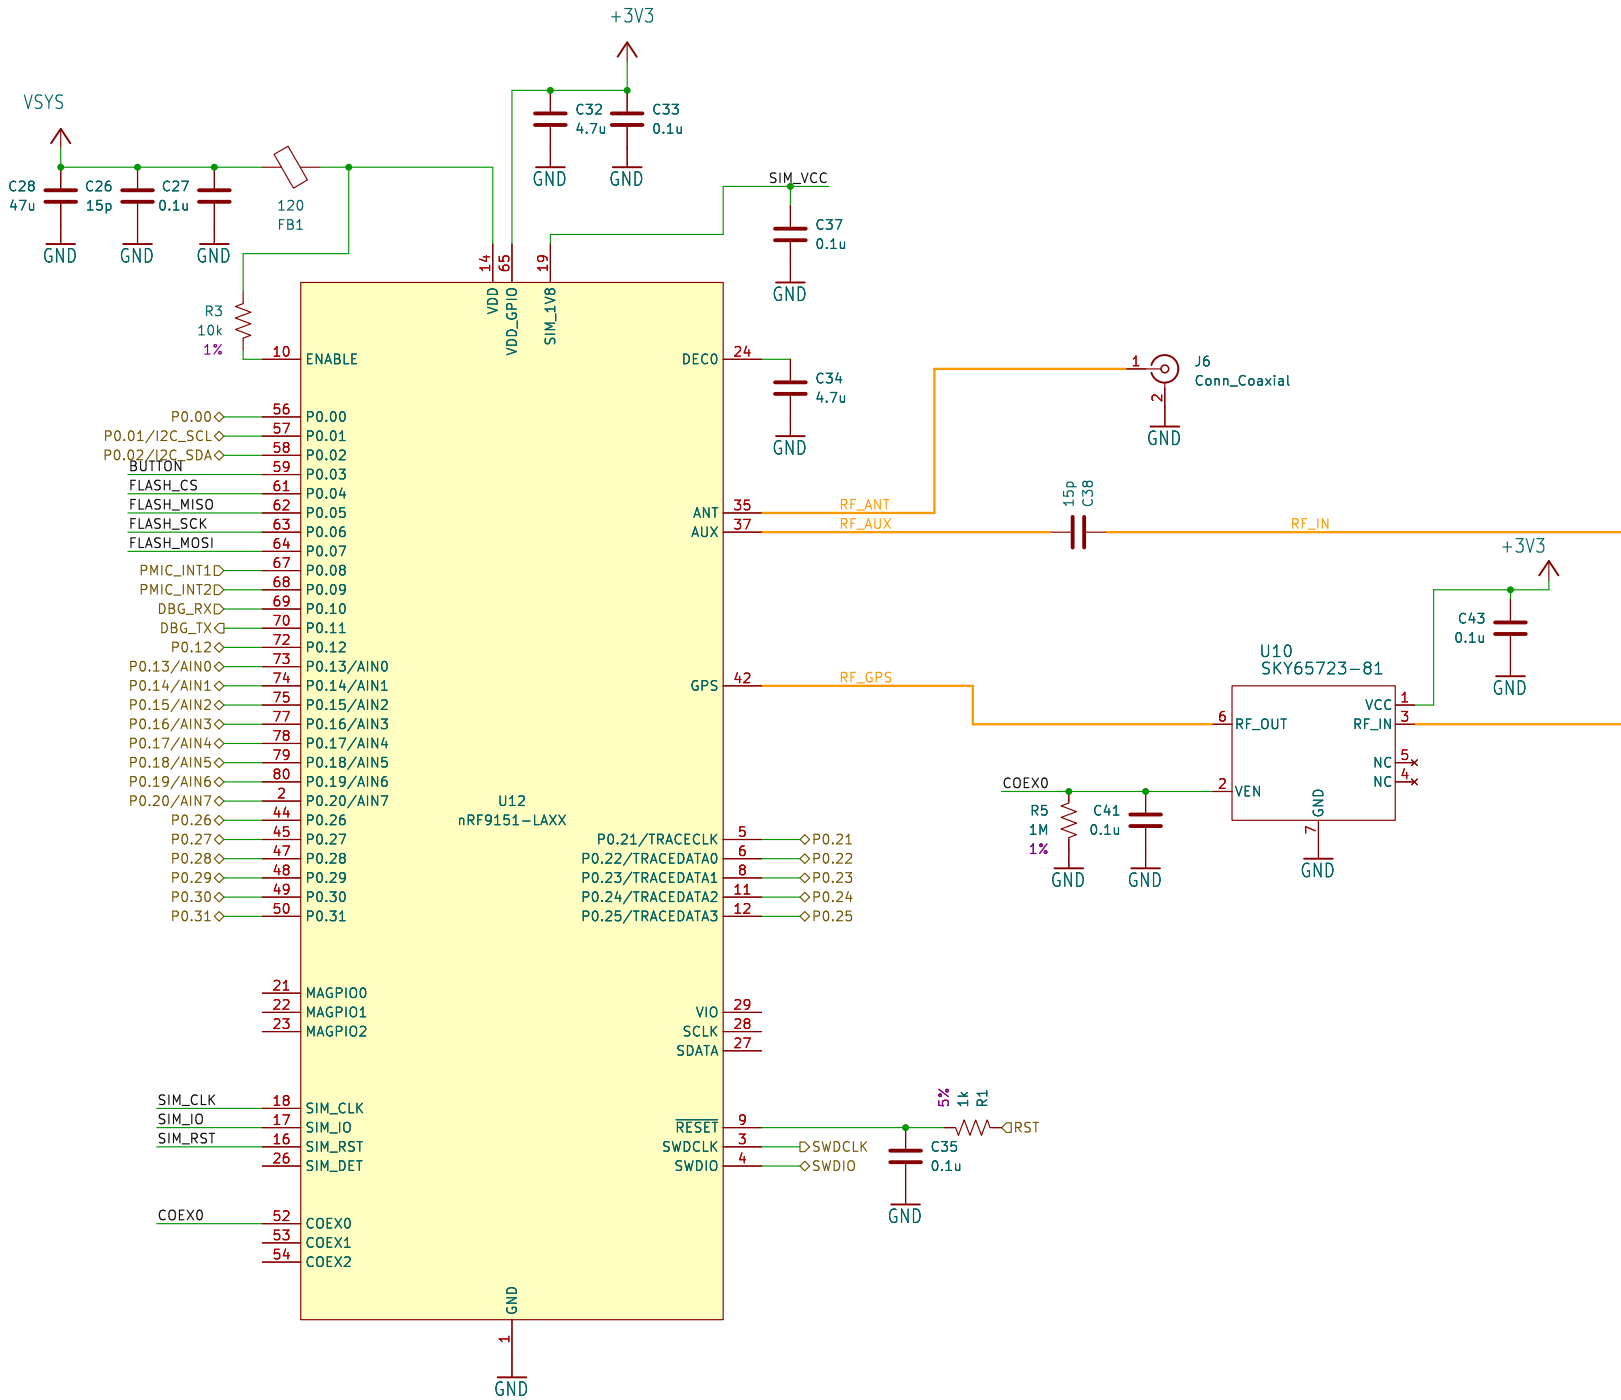 +3V3
VSYS
C32
4.7u
C33
0.1u
GND
GND
C28
47u
C26
15p
C27
0.1u
120
FB1
GND
GND
GND
SIM_VCC
C37
0.1u
GND
14
65
19
VDD
VDD_GPIO
SIM_1V8
R3
10k
1%
10
ENABLE
DEC0
24
C34
4.7u
GND
1
2
J6
Conn_Coaxial
GND
P0.00
56
P0.00
P0.01/I2C_SCL
57
P0.01
P0.02/I2C_SDA
58
P0.02
BUTTON
59
P0.03
FLASH_CS
61
P0.04
FLASH_MISO
62
P0.05
FLASH_SCK
63
P0.06
FLASH_MOSI
64
P0.07
PMIC_INT1
67
P0.08
PMIC_INT2
68
P0.09
DBG_RX
69
P0.10
DBG_TX
70
P0.11
P0.12
72
P0.12
P0.13/AIN0
73
P0.13/AIN0
P0.14/AIN1
74
P0.14/AIN1
P0.15/AIN2
75
P0.15/AIN2
P0.16/AIN3
77
P0.16/AIN3
P0.17/AIN4
78
P0.17/AIN4
P0.18/AIN5
79
P0.18/AIN5
P0.19/AIN6
80
P0.19/AIN6
P0.20/AIN7
2
P0.20/AIN7
P0.26
44
P0.26
P0.27
45
P0.27
P0.28
47
P0.28
P0.29
48
P0.29
P0.30
49
P0.30
P0.31
50
P0.31
ANT
35
RF_ANT
AUX
37
RF_AUX
15p
C38
RF_IN
+3V3
C43
0.1u
GND
GPS
42
RF_GPS
U10
SKY65723-81
6
RF_OUT
VCC
1
RF_IN
3
NC
5
NC
4
COEX0
2
VEN
GND
7
GND
R5
1M
1%
GND
C41
0.1u
GND
U12
nRF9151-LAXX
P0.21/TRACECLK
5
P0.21
P0.22/TRACEDATA0
6
P0.22
P0.23/TRACEDATA1
8
P0.23
P0.24/TRACEDATA2
11
P0.24
P0.25/TRACEDATA3
12
P0.25
21
MAGPIO0
22
MAGPIO1
23
MAGPIO2
VIO
29
SCLK
28
SDATA
27
SIM_CLK
18
SIM_CLK
SIM_IO
17
SIM_IO
SIM_RST
16
SIM_RST
26
SIM_DET
RESET
9
5%
1k
R1
RST
SWDCLK
3
SWDCLK
SWDIO
4
SWDIO
C35
0.1u
GND
COEX0
52
COEX0
53
COEX1
54
COEX2
GND
1
GND